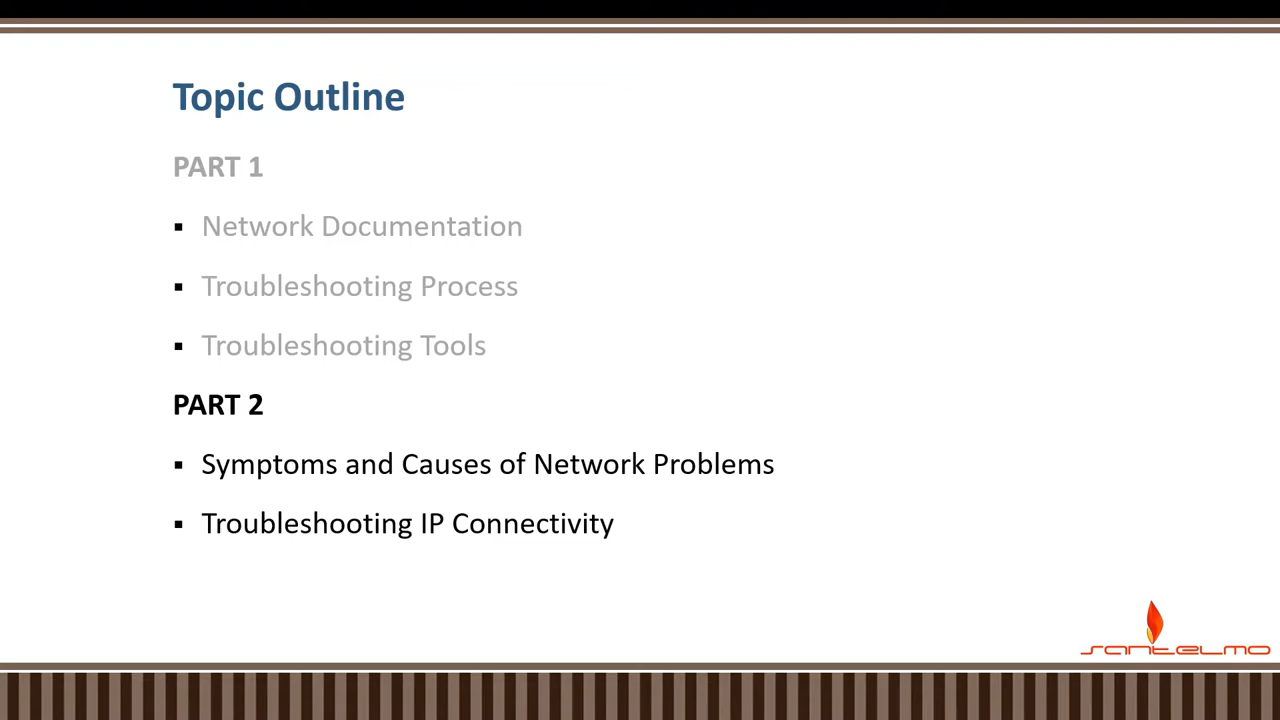 Topic Outline
PART 1
▪ Network Documentation
▪ Troubleshooting Process
▪ Troubleshooting Tools
PART 2
▪ Symptoms and Causes of Network Problems
▪ Troubleshooting IP Connectivity
santelmo